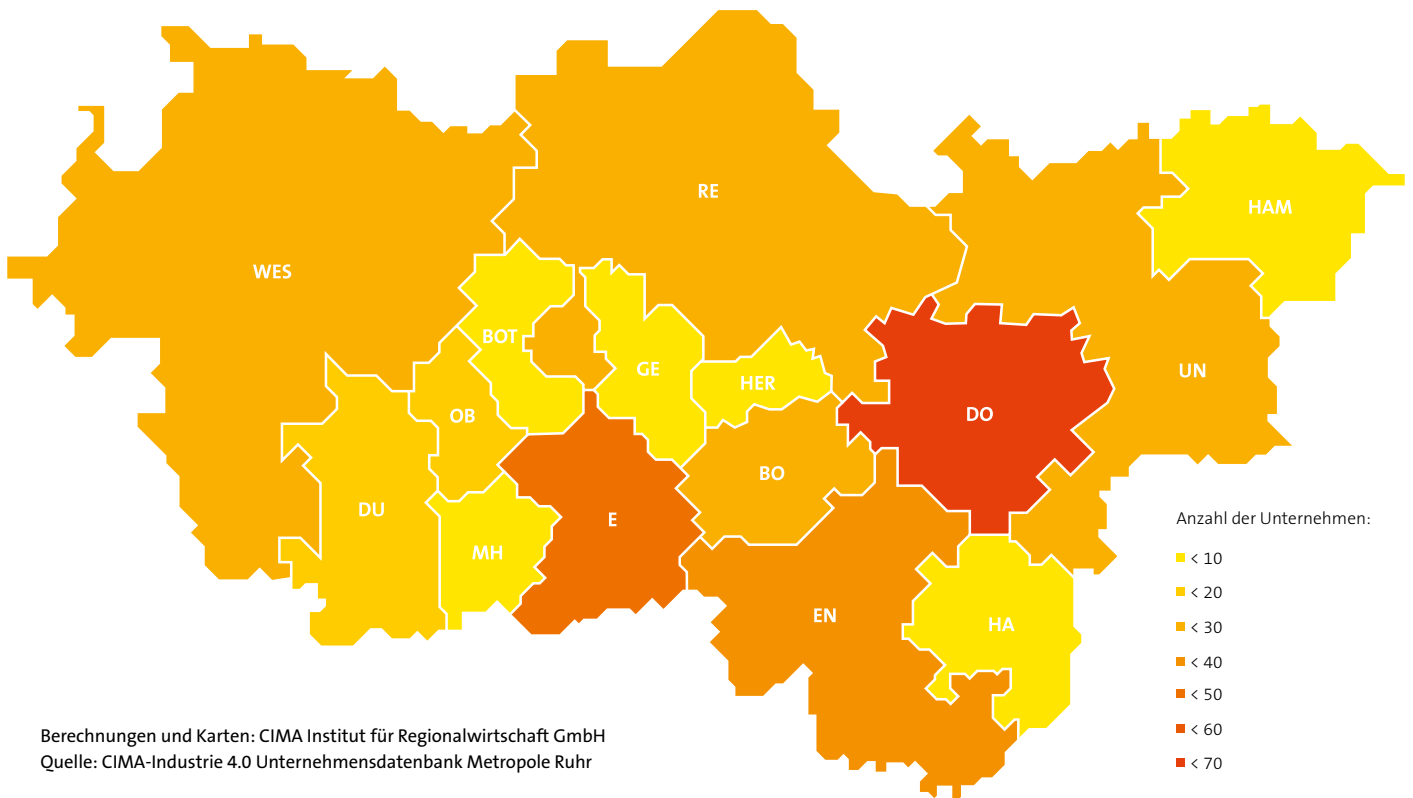 RE
HAM
WES
BOT
GE
HER
UN
OB
DO
BO
DU
E
MH
EN
HA
Anzahl der Unternehmen:
< 10
< 20
< 30
< 40
< 50
< 60
< 70
Berechnungen und Karten: CIMA Institut für Regionalwirtschaft GmbH
Quelle: CIMA-Industrie 4.0 Unternehmensdatenbank Metropole Ruhr